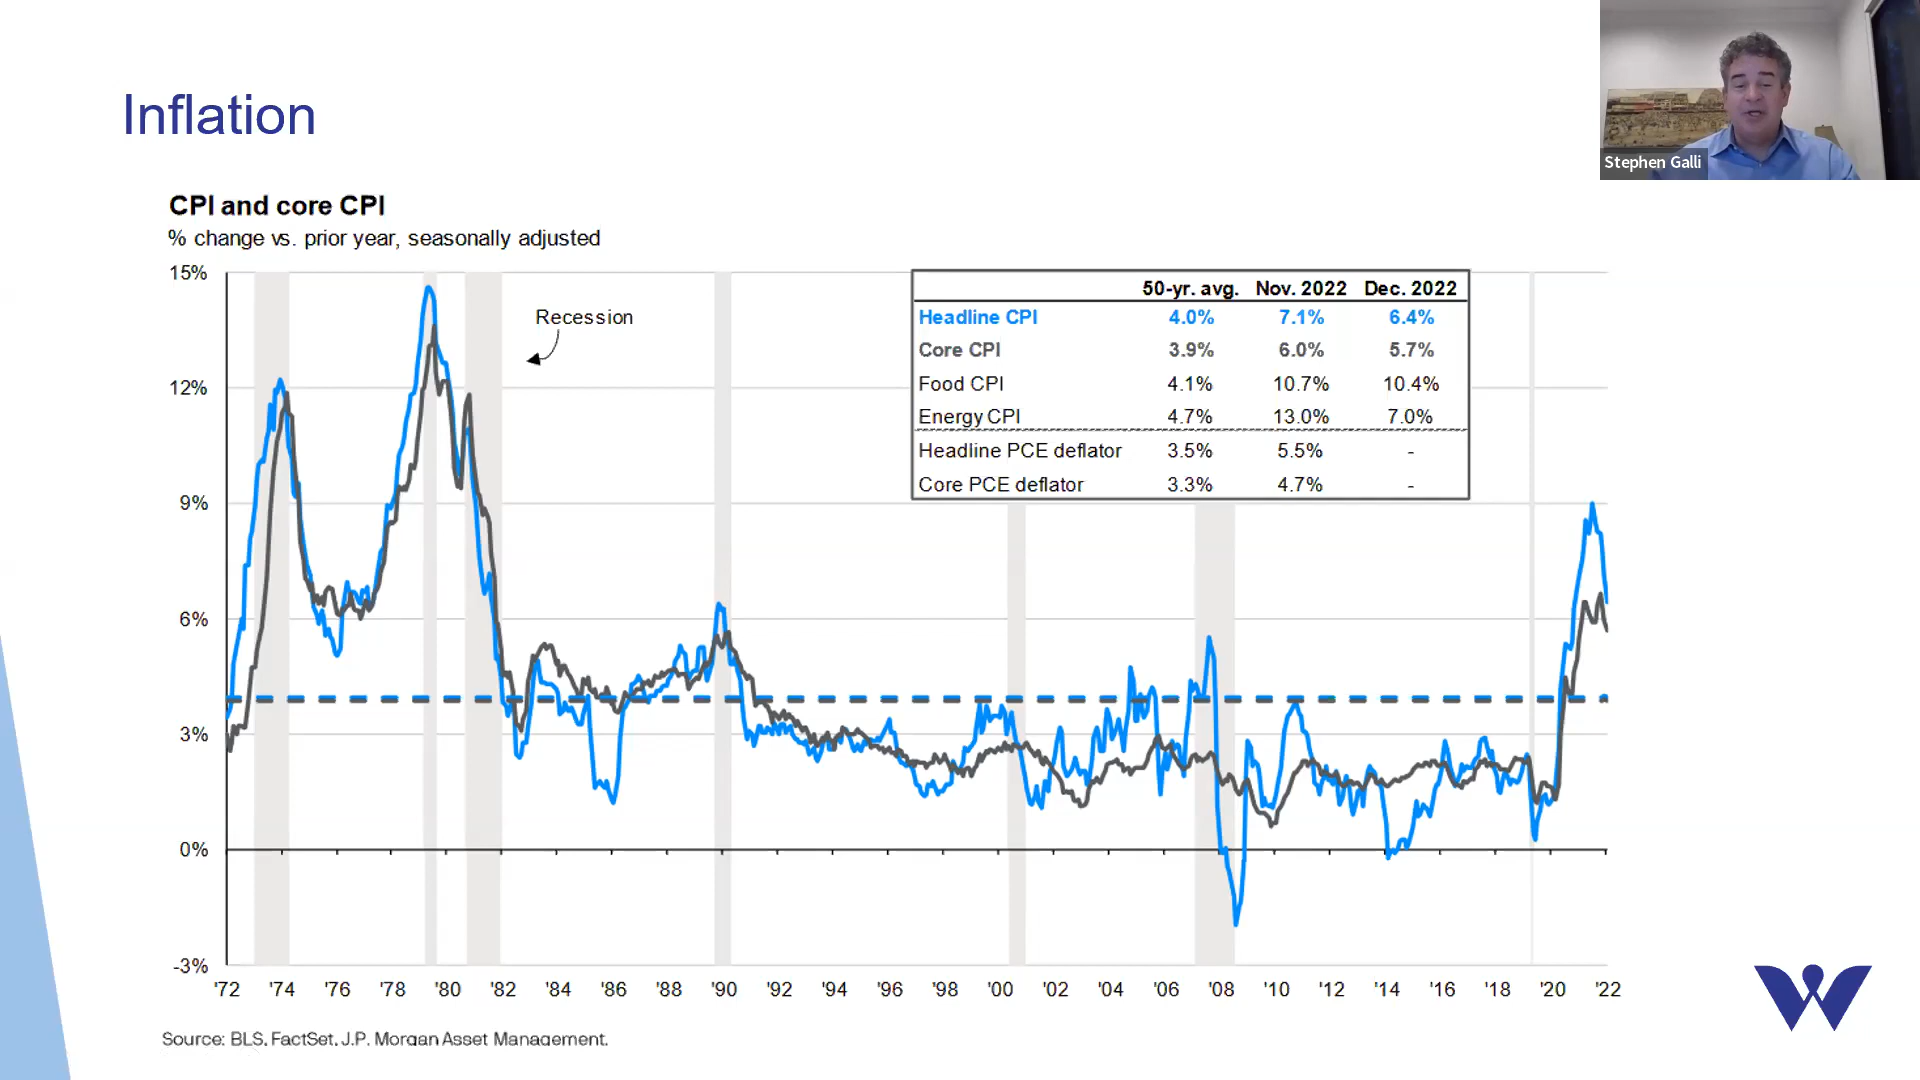 Inflation
Stephen Galli
CPI and core CPI
% change vs. prior year, seasonally adjusted
15%
12%
9%
6%
3%
0%
-3%
Recession
50-yr. avg. Nov. 2022 Dec. 2022
Headline CPI 4.0% 7.1% 6.4%
Core CPI 3.9% 6.0% 5.7%
Food CPI 4.1% 10.7% 10.4%
Energy CPI 4.7% 13.0% 7.0%
Headline PCE deflator 3.5% 5.5% -
Core PCE deflator 3.3% 4.7% -
'72 '74 '76 '78 '80 '82 '84 '86 '88 '90 '92 '94 '96 '98 '00 '02 '04 '06 '08 '10 '12 '14 '16 '18 '20 '22
Source: BLS, FactSet, J.P. Morgan Asset Management.